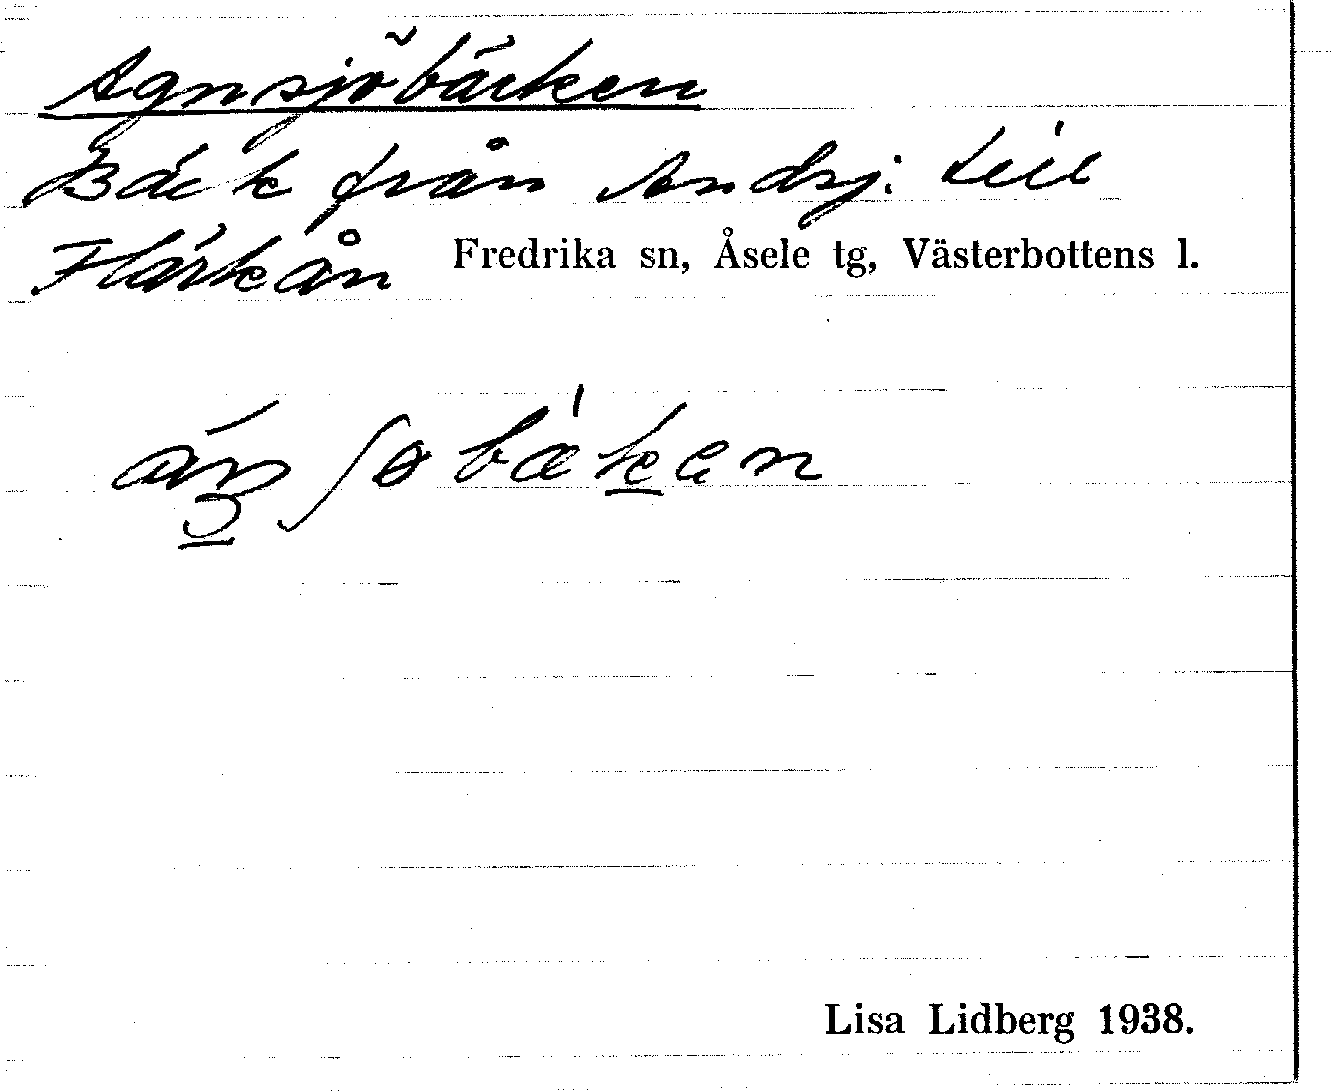 Agnsjöbäcken
Bäck från Andsj. till
Flärkån Fredrika sn, Åsele tg, Västerbottens l.
Lisa Lidberg 1938.